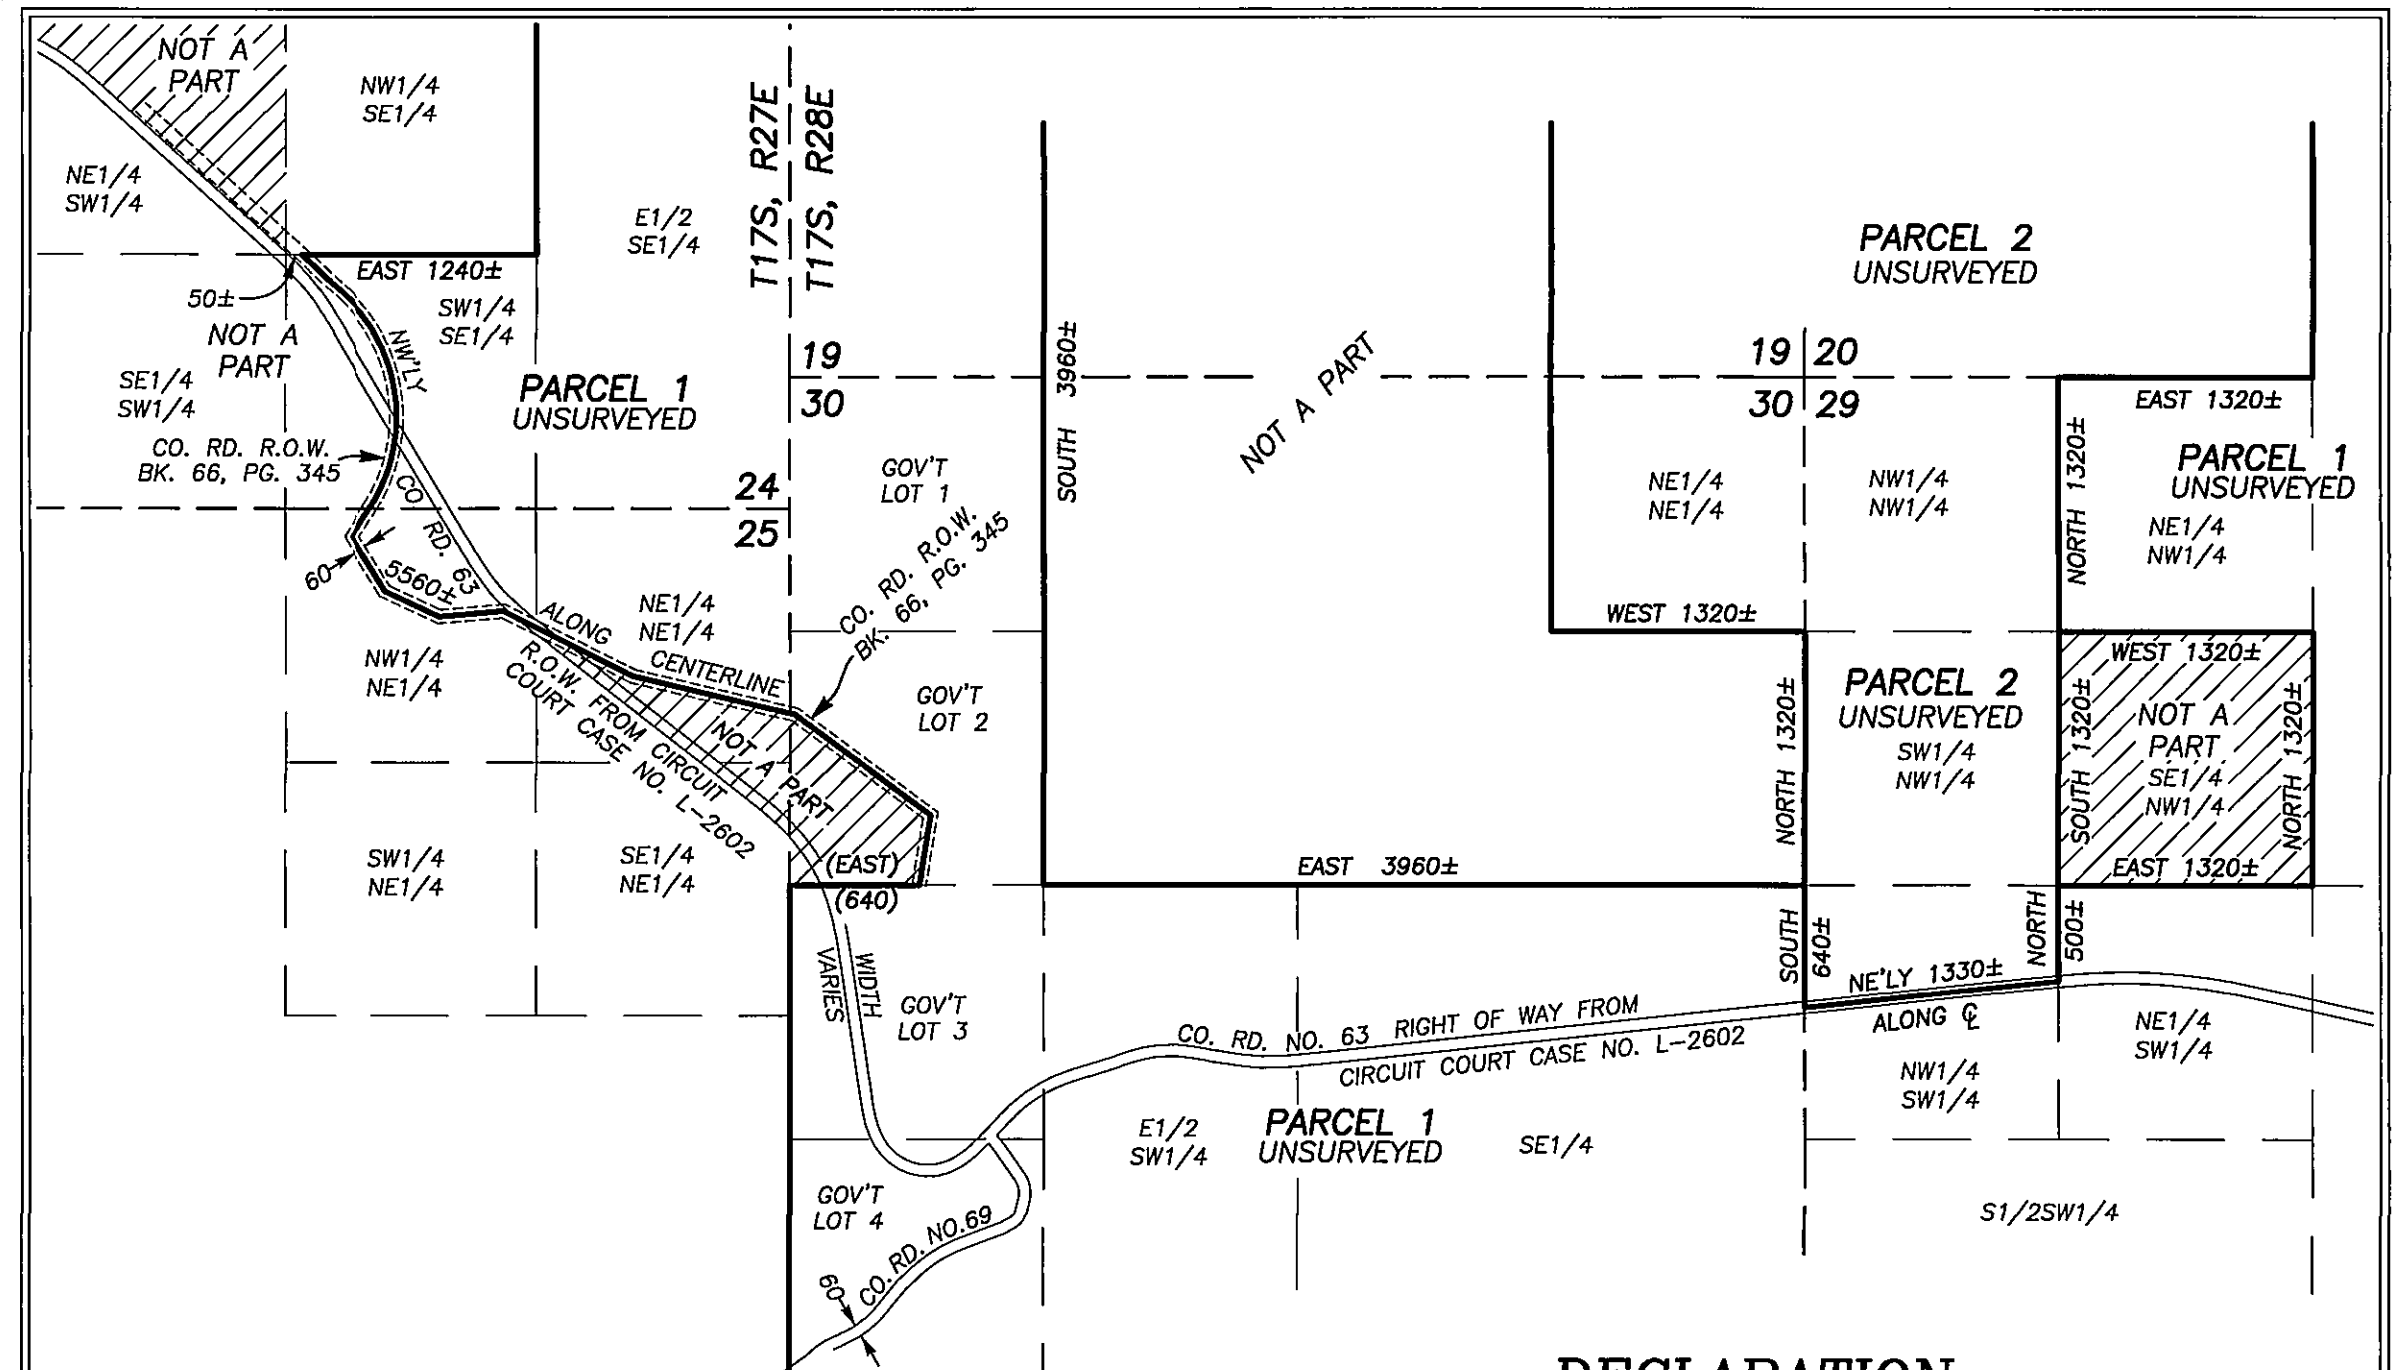 NOT A
PART
NW1/4
SE1/4
NE1/4
SW1/4
E1/2
SE1/4
T17S, R27E
T17S, R28E
EAST 1240±
50±
SW1/4
SE1/4
NOT A
PART
NW'LY
SE1/4
SW1/4
PARCEL 1
UNSURVEYED
CO. RD. R.O.W.
BK. 66, PG. 345
CO. RD. 63
24
25
19
30
GOV'T
LOT 1
SOUTH 3960±
NOT A PART
PARCEL 2
UNSURVEYED
19
20
30
29
EAST 1320±
NORTH 1320±
PARCEL 1
UNSURVEYED
NE1/4
NE1/4
NW1/4
NW1/4
NE1/4
NW1/4
WEST 1320±
60
5560±
ALONG
CENTERLINE
NE1/4
NE1/4
CO. RD. R.O.W.
BK. 66, PG. 345
NW1/4
NE1/4
R.O.W. FROM CIRCUIT
COURT CASE NO. L-2602
GOV'T
LOT 2
NOT A PART
(EAST)
(640)
SW1/4
NE1/4
SE1/4
NE1/4
EAST 3960±
NORTH 1320±
PARCEL 2
UNSURVEYED
SW1/4
NW1/4
WEST 1320±
SOUTH 1320±
NOT A
PART
SE1/4
NW1/4
NORTH 1320±
EAST 1320±
SOUTH
640±
NORTH
500±
NE'LY 1330±
ALONG ℄
WIDTH
VARIES
GOV'T
LOT 3
CO. RD. NO. 63 RIGHT OF WAY FROM
CIRCUIT COURT CASE NO. L-2602
NW1/4
SW1/4
NE1/4
SW1/4
E1/2
SW1/4
PARCEL 1
UNSURVEYED
SE1/4
GOV'T
LOT 4
CO. RD. NO.69
60
S1/2SW1/4
DECLARATION